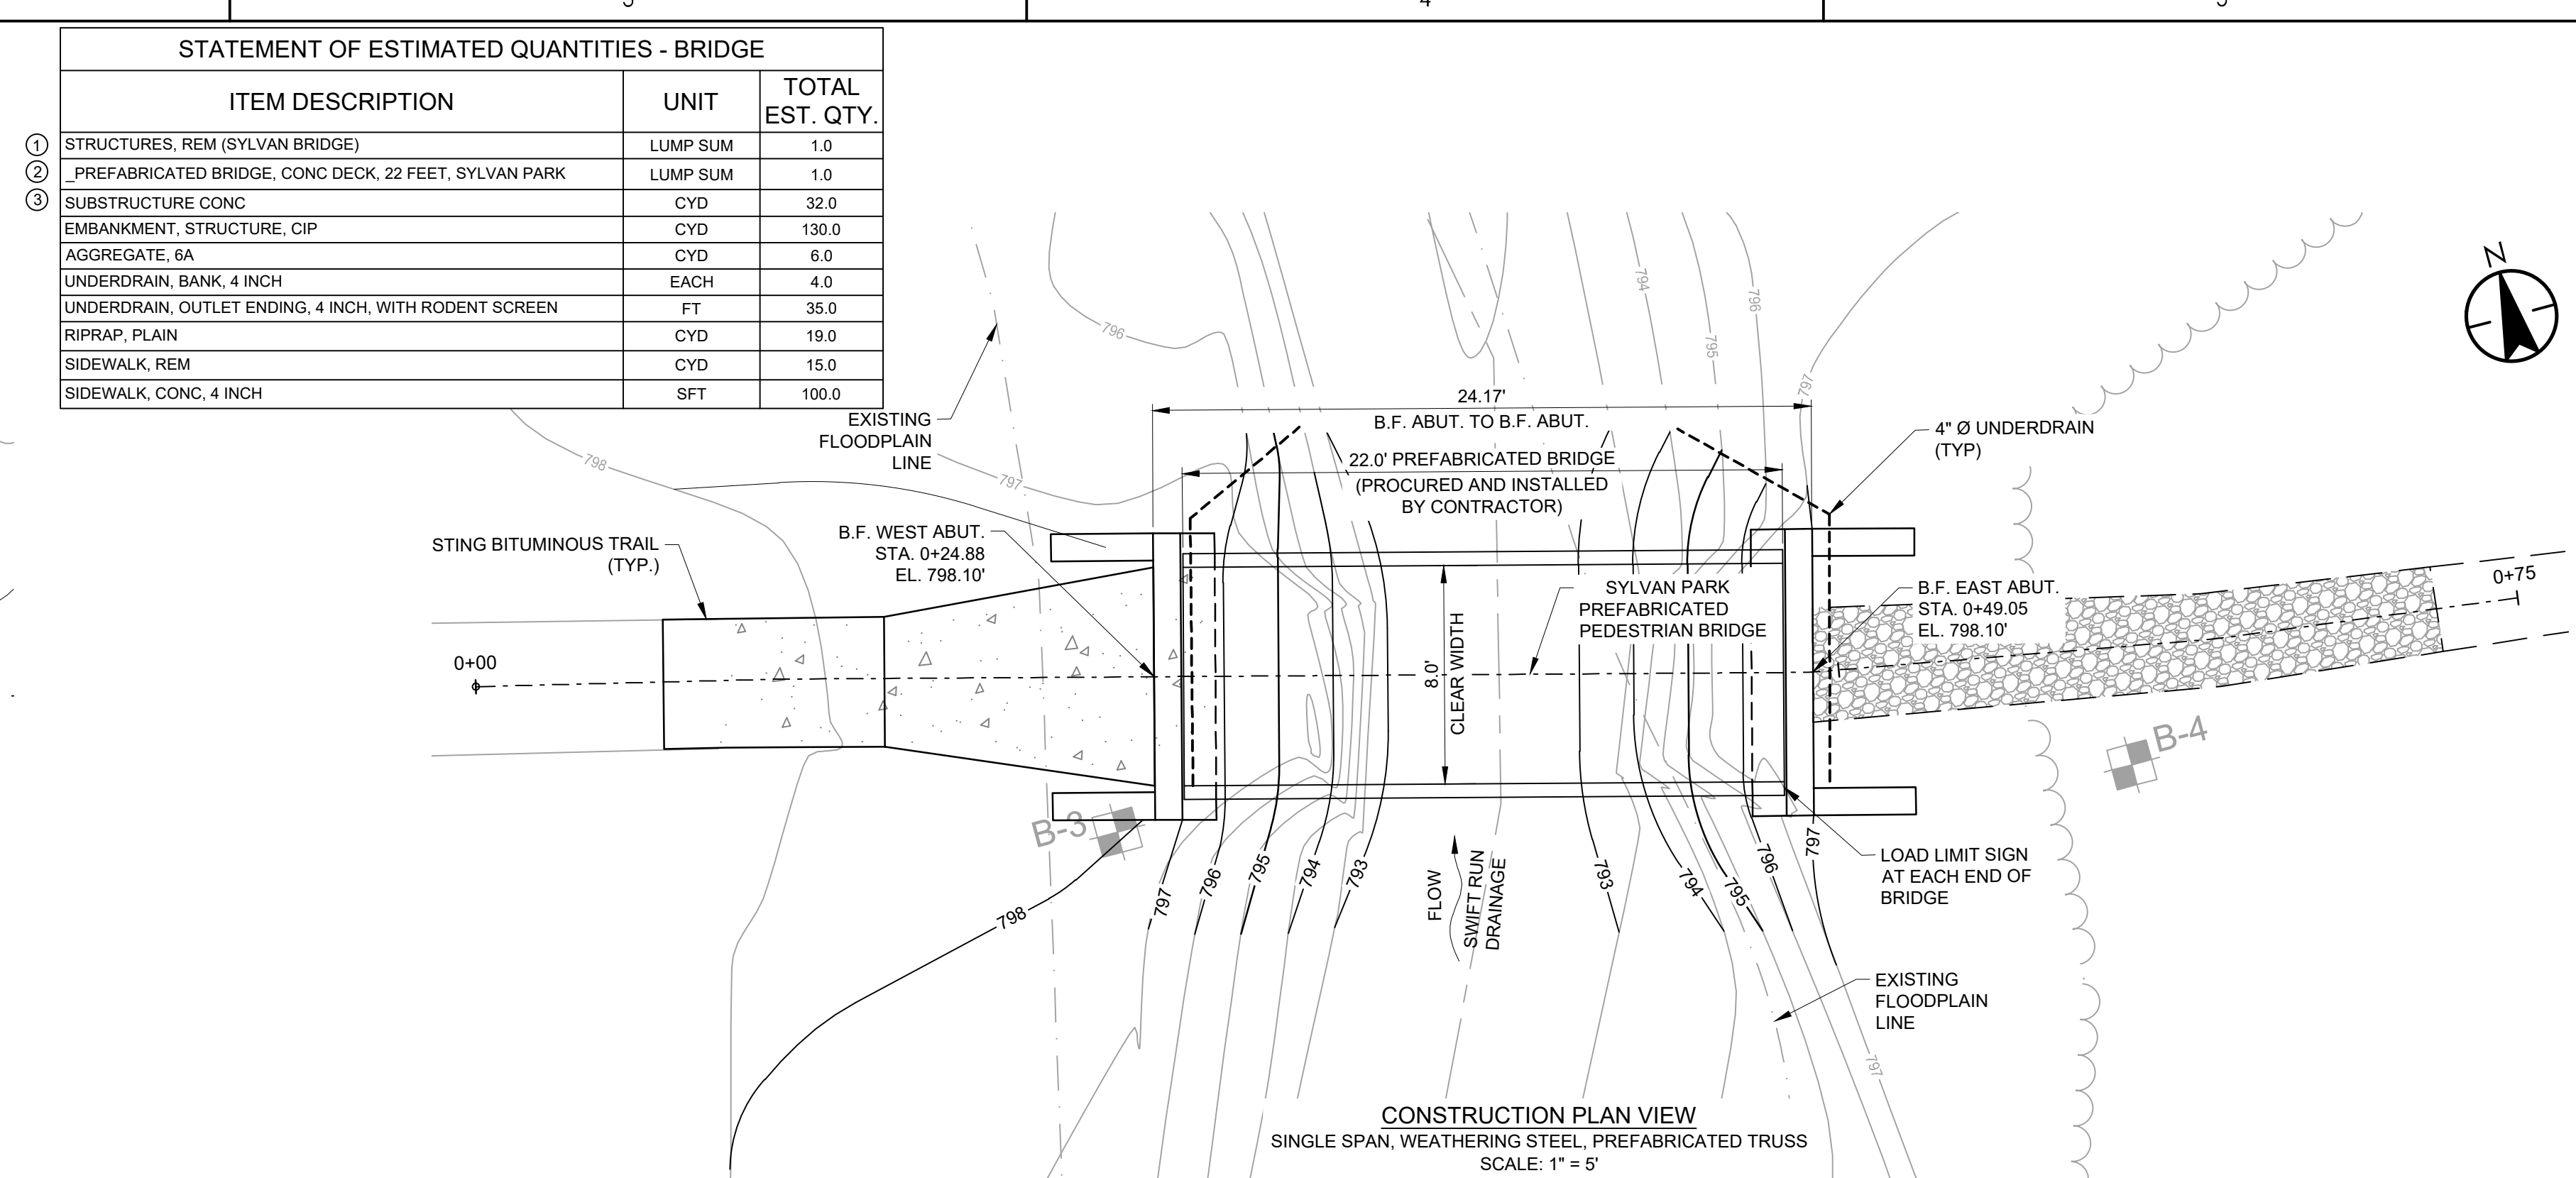 STATEMENT OF ESTIMATED QUANTITIES - BRIDGE
ITEM DESCRIPTION UNIT TOTAL EST. QTY.
1 STRUCTURES, REM (SYLVAN BRIDGE) LUMP SUM 1.0
2 _PREFABRICATED BRIDGE, CONC DECK, 22 FEET, SYLVAN PARK LUMP SUM 1.0
3 SUBSTRUCTURE CONC CYD 32.0
EMBANKMENT, STRUCTURE, CIP CYD 130.0
AGGREGATE, 6A CYD 6.0
UNDERDRAIN, BANK, 4 INCH EACH 4.0
UNDERDRAIN, OUTLET ENDING, 4 INCH, WITH RODENT SCREEN FT 35.0
RIPRAP, PLAIN CYD 19.0
SIDEWALK, REM CYD 15.0
SIDEWALK, CONC, 4 INCH SFT 100.0
N
794
796
795
796
797
EXISTING
FLOODPLAIN
LINE
798
797
24.17'
B.F. ABUT. TO B.F. ABUT.
22.0' PREFABRICATED BRIDGE
(PROCURED AND INSTALLED
BY CONTRACTOR)
4" Ø UNDERDRAIN
(TYP)
STING BITUMINOUS TRAIL
(TYP.)
B.F. WEST ABUT.
STA. 0+24.88
EL. 798.10'
SYLVAN PARK
PREFABRICATED
PEDESTRIAN BRIDGE
B.F. EAST ABUT.
STA. 0+49.05
EL. 798.10'
0+75
0+00
8.0'
CLEAR WIDTH
B-3
B-4
798
797
796
795
794
793
FLOW
SWIFT RUN
DRAINAGE
793
794
795
796
797
LOAD LIMIT SIGN
AT EACH END OF
BRIDGE
EXISTING
FLOODPLAIN
LINE
797
CONSTRUCTION PLAN VIEW
SINGLE SPAN, WEATHERING STEEL, PREFABRICATED TRUSS
SCALE: 1" = 5'